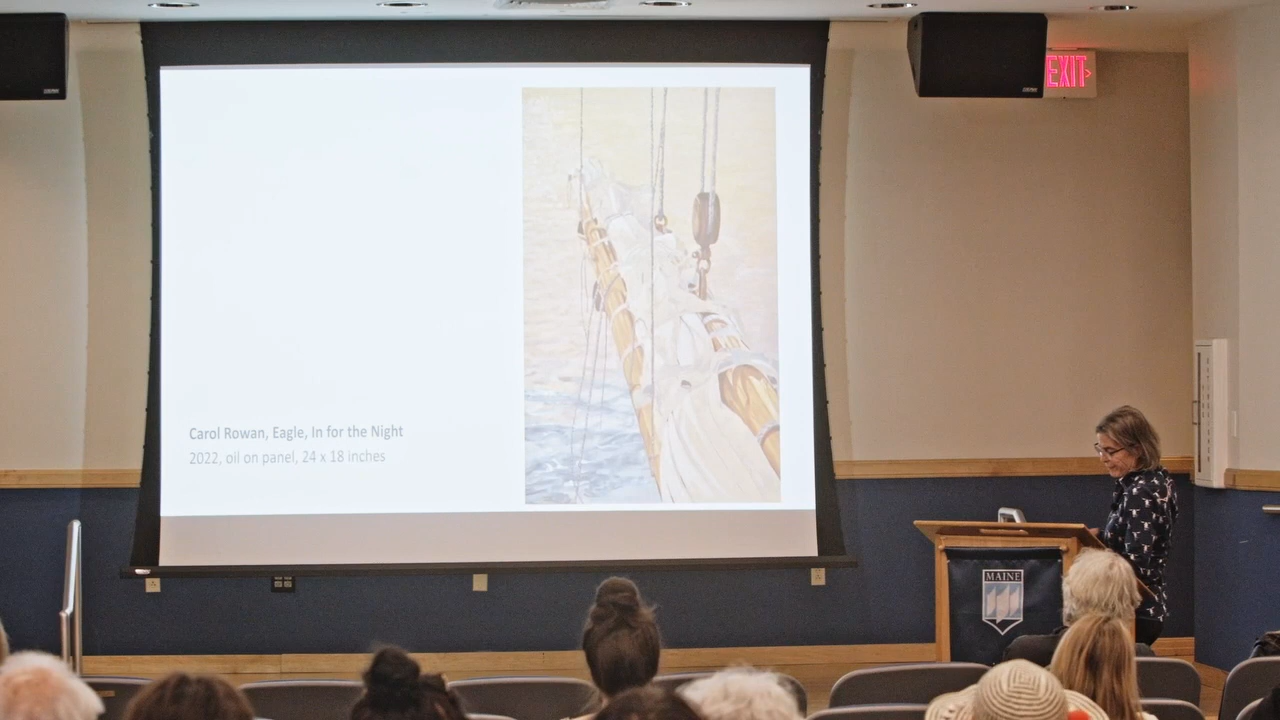 EXIT
Carol Rowan, Eagle, In for the Night
2022, oil on panel, 24 x 18 inches
MAINE